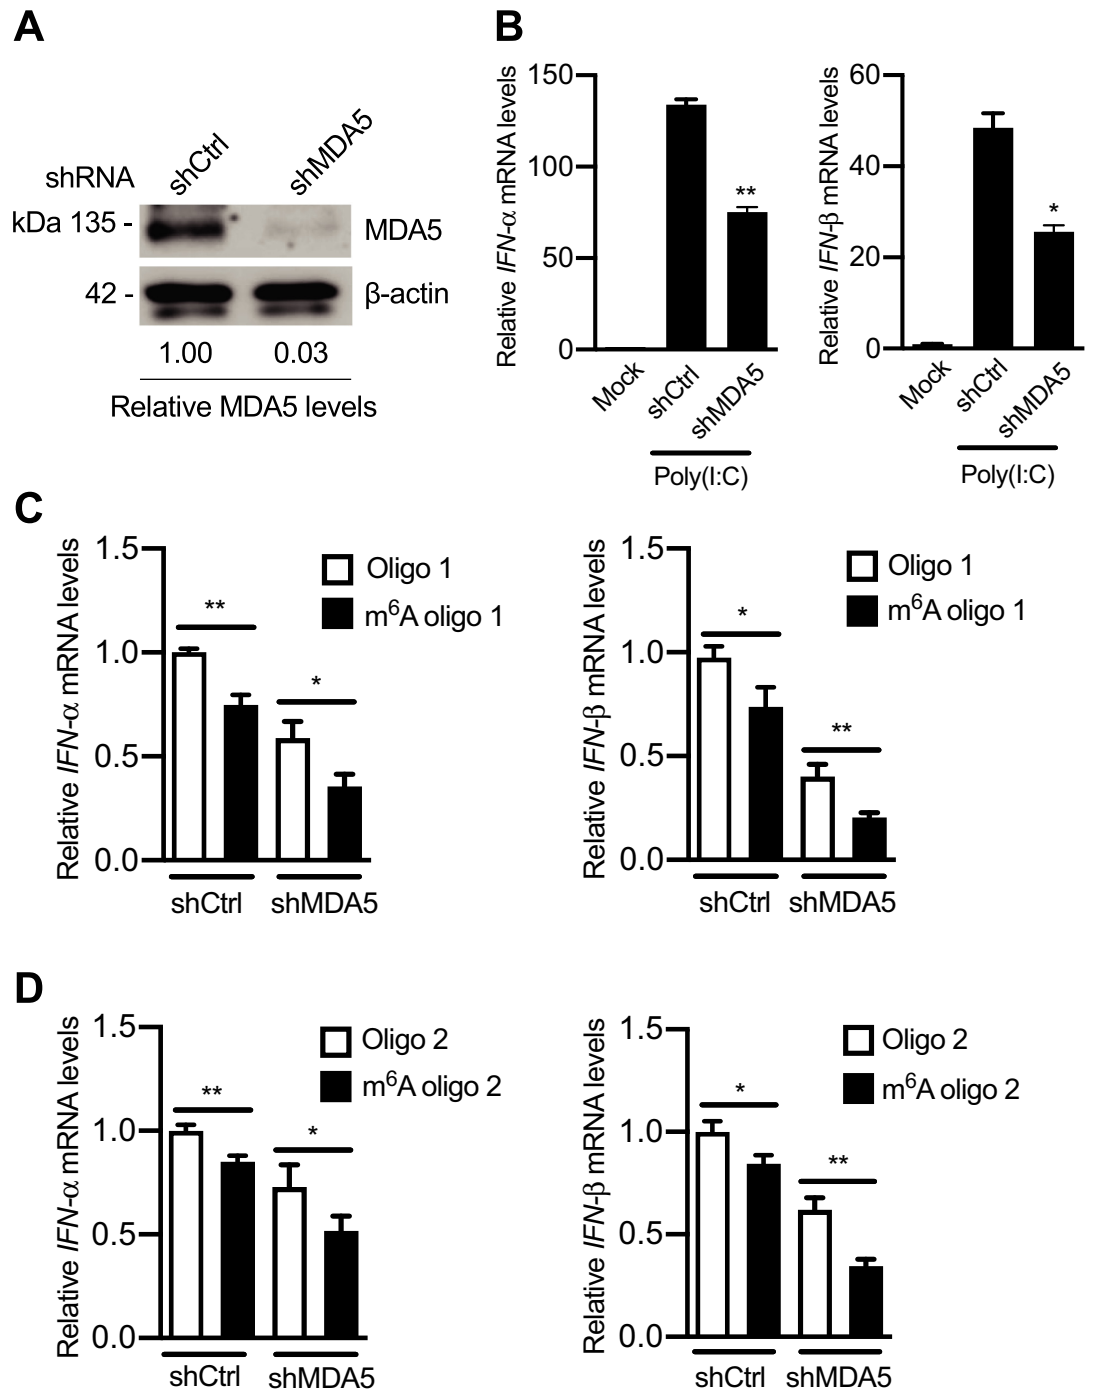 A
shRNA
shCtrl
shMDA5
kDa 135 -
MDA5
42 -
β-actin
1.00 0.03
Relative MDA5 levels
B
Relative IFN-α mRNA levels
150
100
50
0
Mock
shCtrl
shMDA5
Poly(I:C)
**
Relative IFN-β mRNA levels
60
40
20
0
Mock
shCtrl
shMDA5
Poly(I:C)
*
C
Relative IFN-α mRNA levels
1.5
1.0
0.5
0.0
Oligo 1
m⁶A oligo 1
**
*
shCtrl shMDA5
Relative IFN-β mRNA levels
1.5
1.0
0.5
0.0
Oligo 1
m⁶A oligo 1
*
**
shCtrl shMDA5
D
Relative IFN-α mRNA levels
1.5
1.0
0.5
0.0
Oligo 2
m⁶A oligo 2
**
*
shCtrl shMDA5
Relative IFN-β mRNA levels
1.5
1.0
0.5
0.0
Oligo 2
m⁶A oligo 2
*
**
shCtrl shMDA5